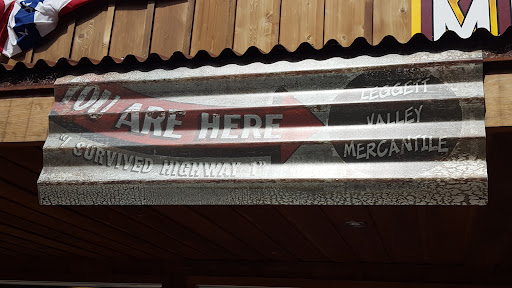 M
YOU ARE HERE
"I SURVIVED HIGHWAY 1"
LEGGETT
VALLEY
MERCANTILE